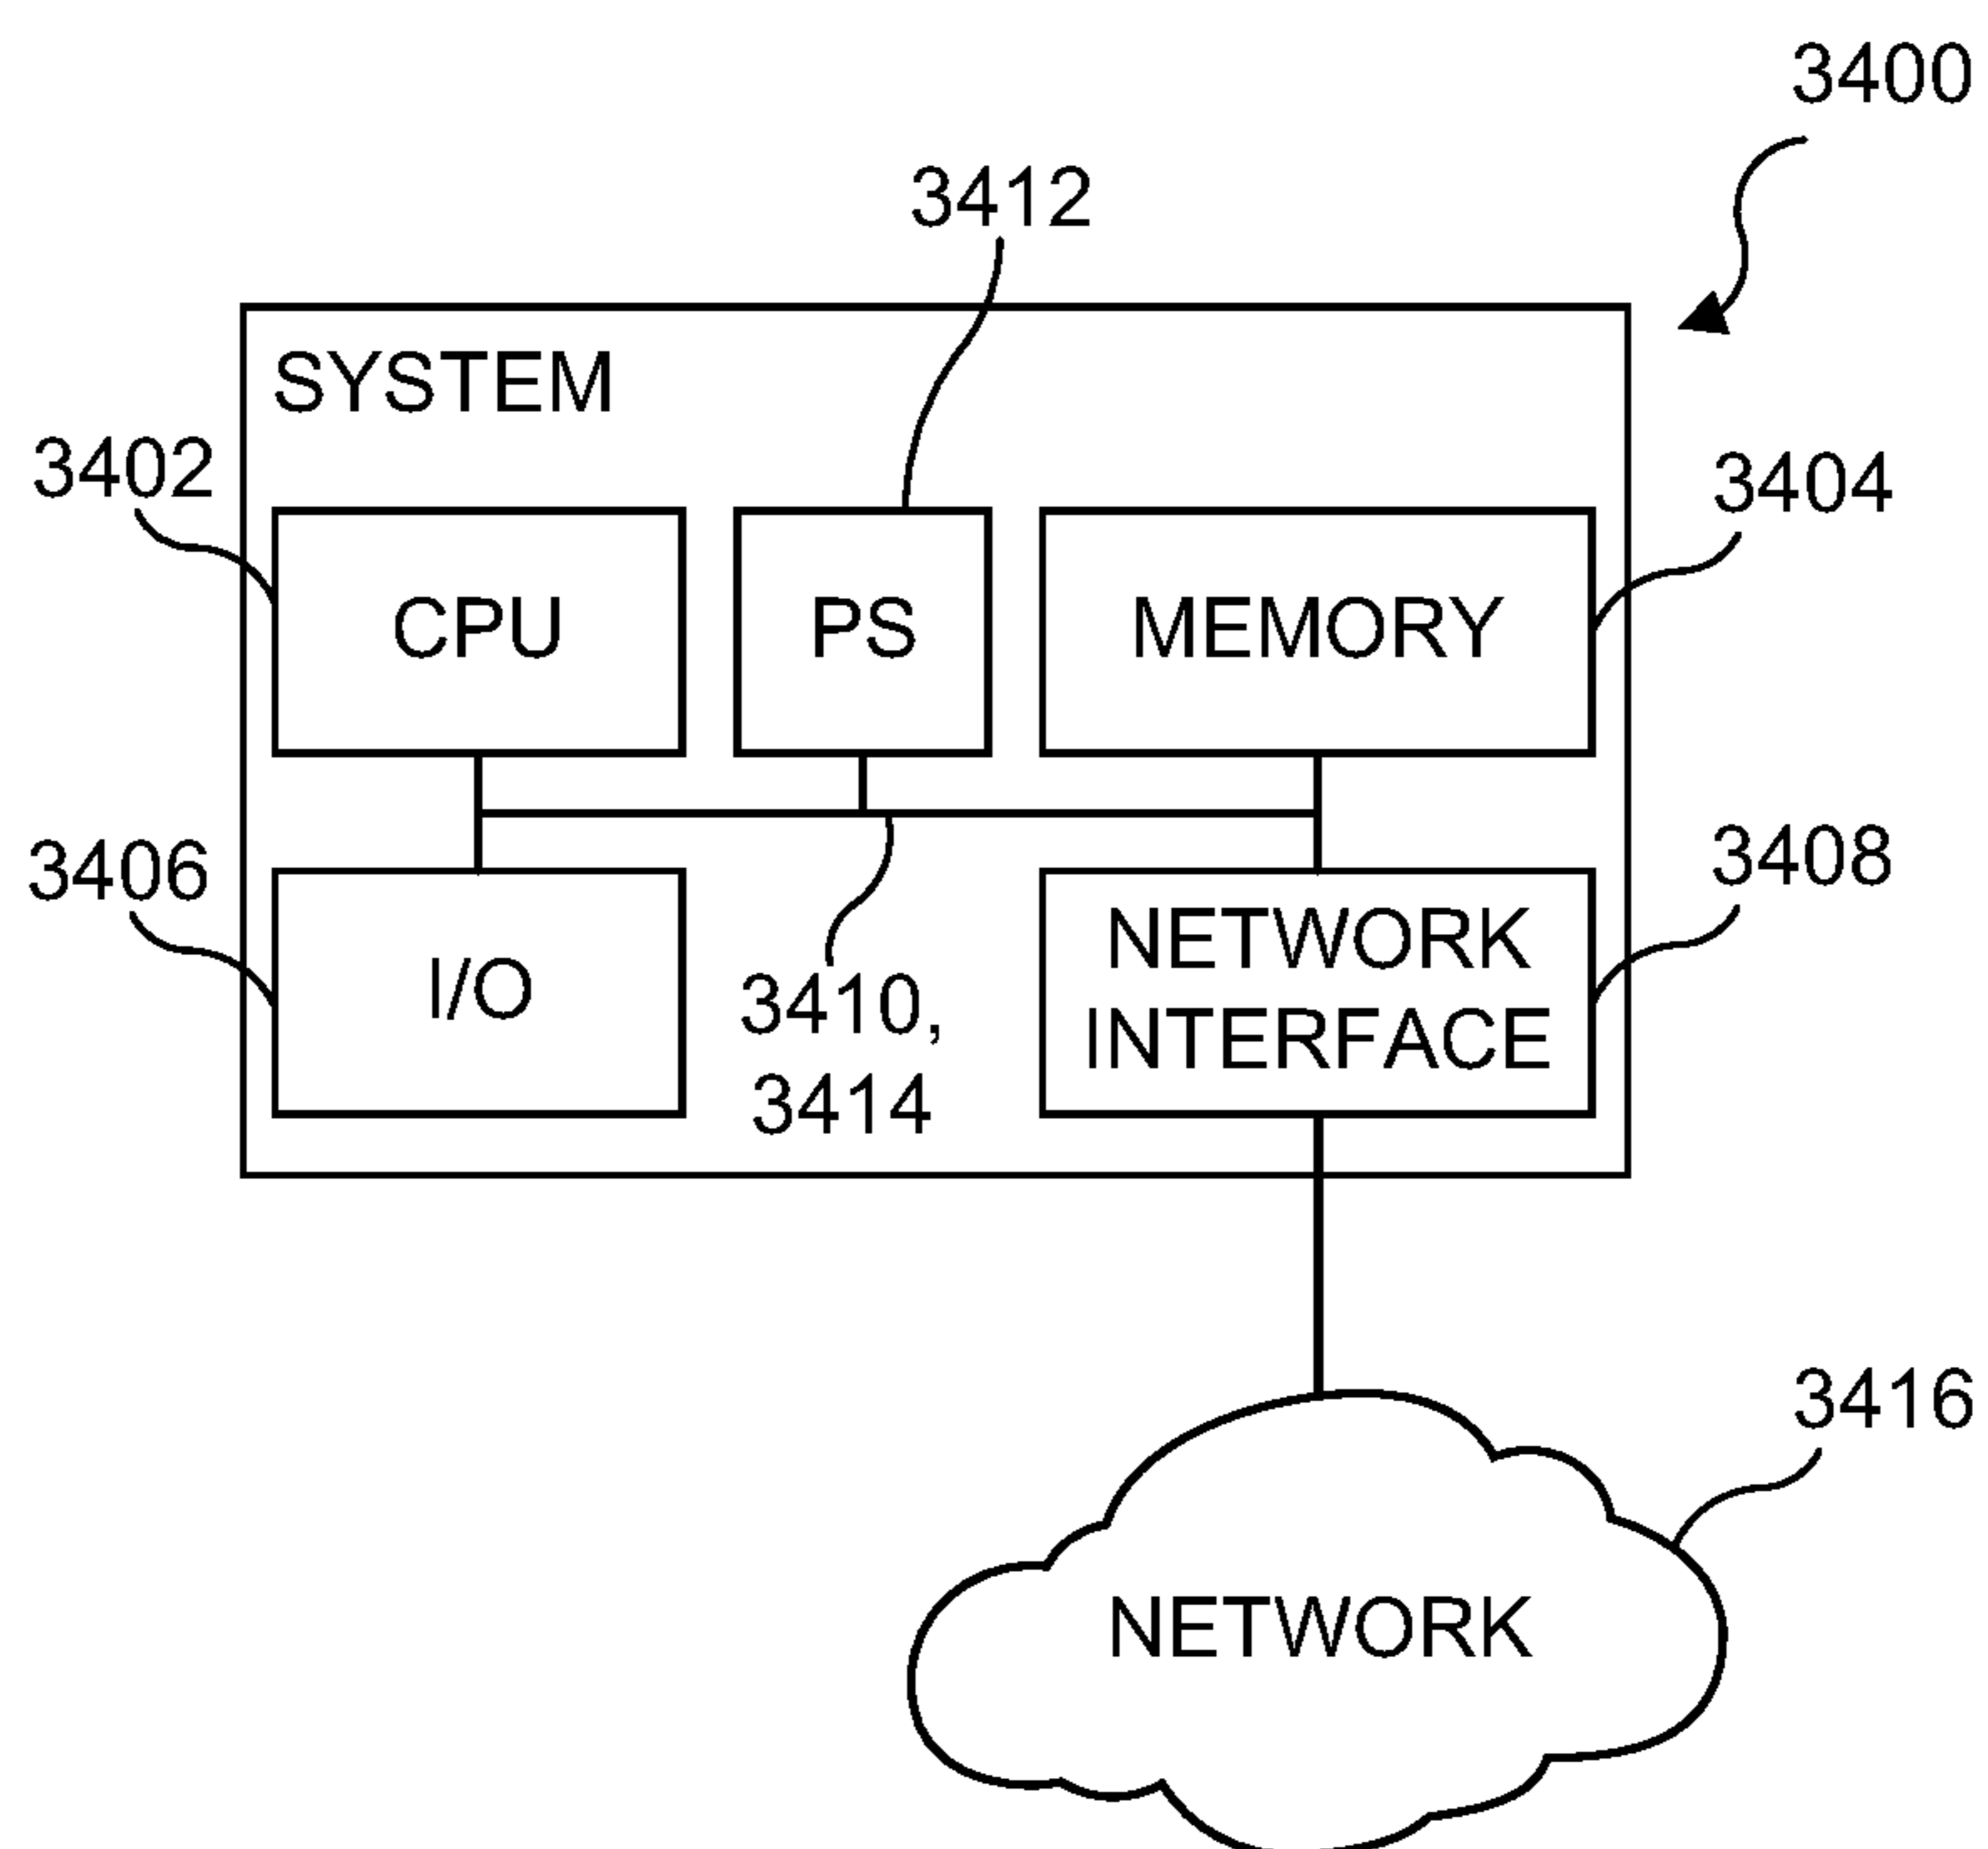 3400
3412
SYSTEM
3402
3404
CPU
PS
MEMORY
3406
3408
I/O
NETWORK
INTERFACE
3410,
3414
3416
NETWORK